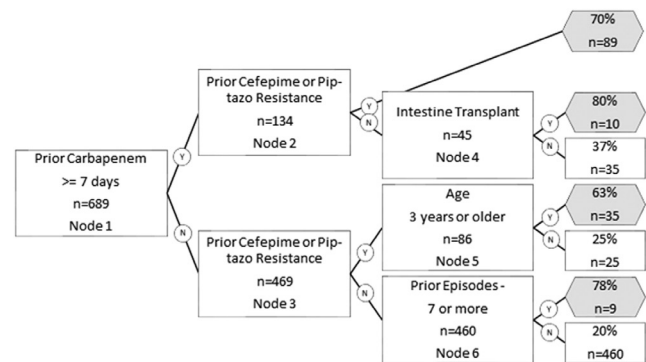 70%
n=89
Prior Cefepime or Pip-
tazo Resistance
n=134
Node 2
Y
N
Intestine Transplant
n=45
Node 4
Y
N
80%
n=10
37%
n=35
Prior Carbapenem
>= 7 days
n=689
Node 1
Y
N
Prior Cefepime or Pip-
tazo Resistance
n=469
Node 3
Y
N
Age
3 years or older
n=86
Node 5
Y
N
63%
n=35
25%
n=25
Prior Episodes -
7 or more
n=460
Node 6
Y
N
78%
n=9
20%
n=460